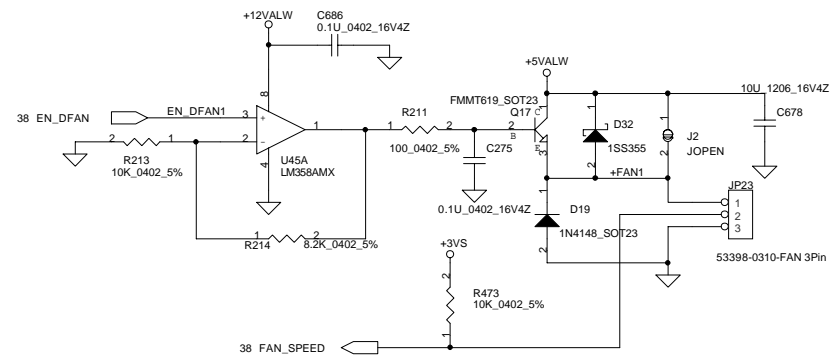 +12VALW
C686
0.1U_0402_16V4Z
+5VALW
10U_1206_16V4Z
C678
FMMT619_SOT23
Q17
C
B
E
1
2
3
D32
1SS355
1
2
J2
JOPEN
1
2
38 EN_DFAN
EN_DFAN1
3
2
8
4
1
+
-
U45A
LM358AMX
R211
1
2
100_0402_5%
C275
0.1U_0402_16V4Z
2
1
R213
10K_0402_5%
R214
1
2
8.2K_0402_5%
+FAN1
D19
1N4148_SOT23
1
2
JP23
1
2
3
53398-0310-FAN 3Pin
+3VS
2
R473
10K_0402_5%
1
38 FAN_SPEED